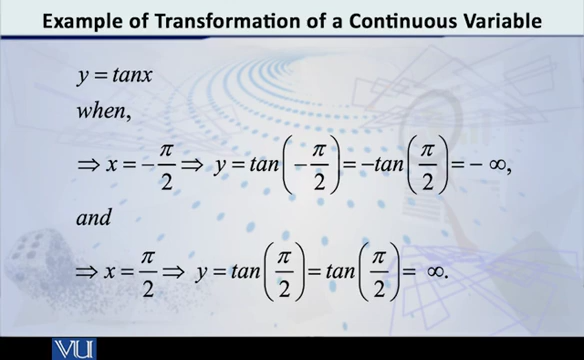 Example of Transformation of a Continuous Variable
y = tanx
when,
⇒ x = −π/2 ⇒ y = tan(−π/2) = −tan(π/2) = − ∞,
and
⇒ x = π/2 ⇒ y = tan(π/2) = tan(π/2) = ∞.
VU